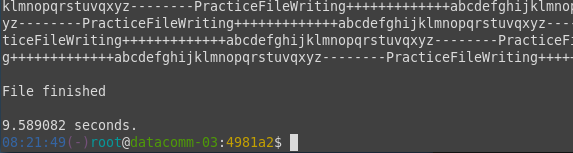 klmnopqrstuvqxyz--------PracticeFileWriting+++++++++++++abcdefghijklmno
yz--------PracticeFileWriting+++++++++++++abcdefghijklmnopqrstuvqxyz---
ticeFileWriting+++++++++++++abcdefghijklmnopqrstuvqxyz--------PracticeFi
g+++++++++++++abcdefghijklmnopqrstuvqxyz--------PracticeFileWriting++++
File finished
9.589082 seconds.
08:21:49(-)root@datacomm-03:4981a2$